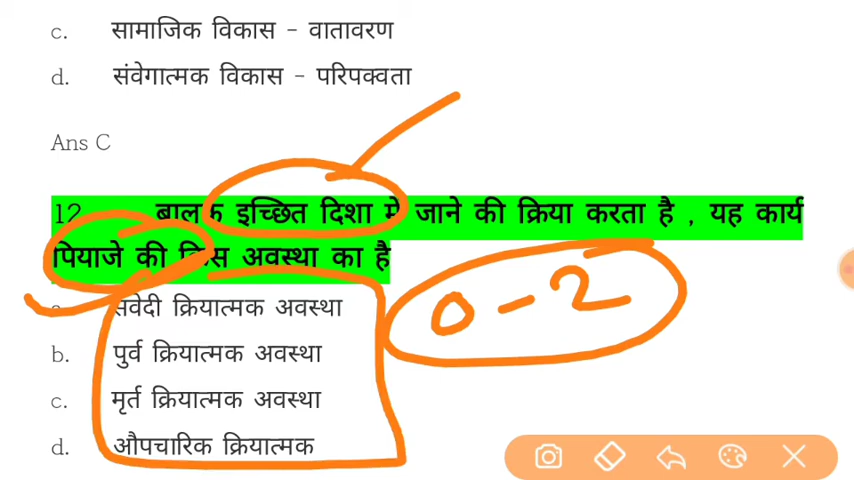 c. सामाजिक विकास - वातावरण
d. संवेगात्मक विकास - परिपक्वता
Ans C
12 बालक इच्छित दिशा में जाने की क्रिया करता है , यह कार्य
पियाजे की किस अवस्था का है
0 - 2
a. संवेदी क्रियात्मक अवस्था
b. पुर्व क्रियात्मक अवस्था
c. मृर्त क्रियात्मक अवस्था
d. औपचारिक क्रियात्मक